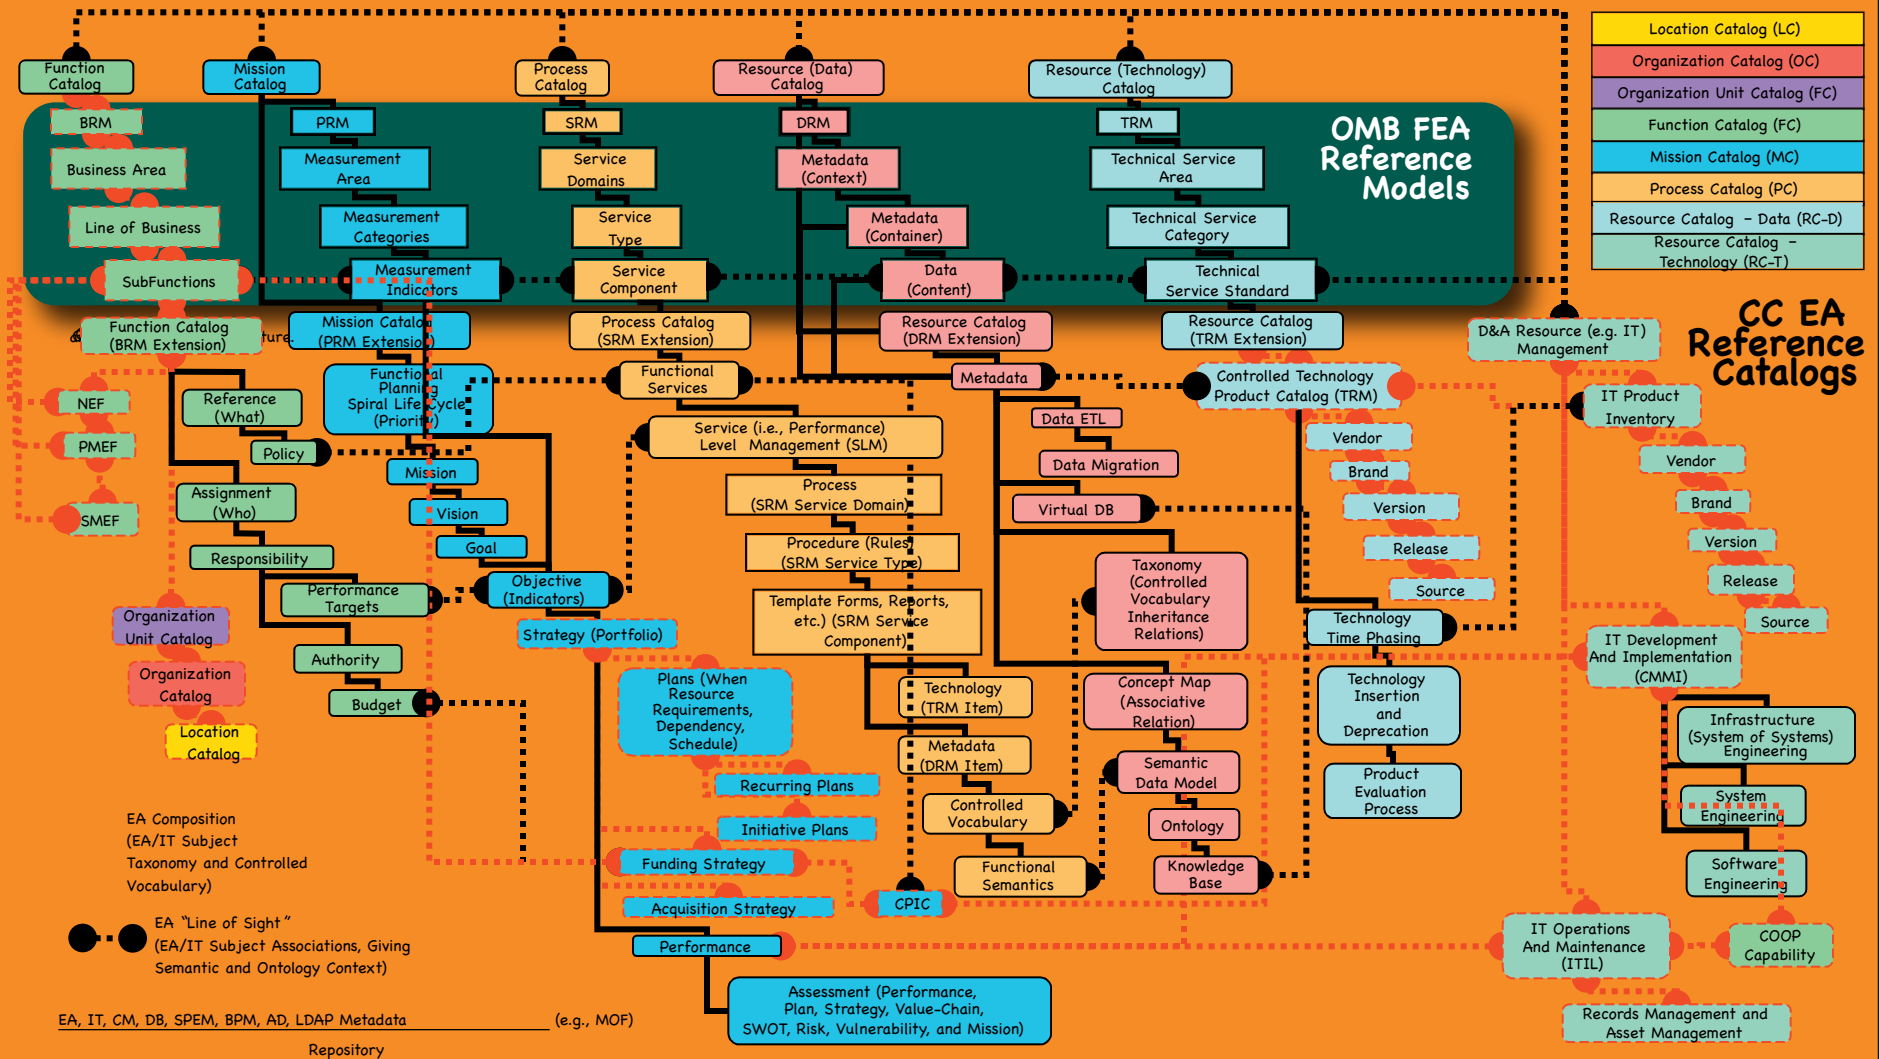 Function
Catalog
Mission
Catalog
Process
Catalog
Resource (Data)
Catalog
Resource (Technology)
Catalog
Location Catalog (LC)
Organization Catalog (OC)
Organization Unit Catalog (FC)
Function Catalog (FC)
Mission Catalog (MC)
Process Catalog (PC)
Resource Catalog - Data (RC-D)
Resource Catalog -
Technology (RC-T)
OMB FEA
Reference
Models
BRM
Business Area
Line of Business
SubFunctions
PRM
Measurement
Area
Measurement
Categories
Measurement
Indicators
SRM
Service
Domains
Service
Type
Service
Component
DRM
Metadata
(Context)
Metadata
(Container)
Data
(Content)
TRM
Technical Service
Area
Technical Service
Category
Technical
Service Standard
CC EA
Reference
Catalogs
Function Catalog
(BRM Extension)
ture.
Mission Catalog
(PRM Extension)
Process Catalog
(SRM Extension)
Resource Catalog
(DRM Extension)
Resource Catalog
(TRM Extension)
D&A Resource (e.g. IT)
Management
NEF
PMEF
SMEF
Reference
(What)
Policy
Assignment
(Who)
Responsibility
Performance
Targets
Authority
Budget
Organization
Unit Catalog
Organization
Catalog
Location
Catalog
Functional
Planning
Spiral Life Cycle
(Priority)
Mission
Vision
Goal
Objective
(Indicators)
Strategy (Portfolio)
Plans (When
Resource
Requirements,
Dependency,
Schedule)
Recurring Plans
Initiative Plans
Funding Strategy
Acquisition Strategy
CPIC
Performance
Assessment (Performance,
Plan, Strategy, Value-Chain,
SWOT, Risk, Vulnerability, and Mission)
Functional
Services
Service (i.e., Performance)
Level Management (SLM)
Process
(SRM Service Domain)
Procedure (Rules)
(SRM Service Type)
Template Forms, Reports,
etc.) (SRM Service
Component)
Technology
(TRM Item)
Metadata
(DRM Item)
Controlled
Vocabulary
Functional
Semantics
Metadata
Data ETL
Data Migration
Virtual DB
Taxonomy
(Controlled
Vocabulary
Inheritance
Relations)
Concept Map
(Associative
Relation)
Semantic
Data Model
Ontology
Knowledge
Base
Controlled Technology
Product Catalog (TRM)
Vendor
Brand
Version
Release
Source
Technology
Time Phasing
Technology
Insertion
and
Deprecation
Product
Evaluation
Process
IT Product
Inventory
Vendor
Brand
Version
Release
Source
IT Development
And Implementation
(CMMI)
Infrastructure
(System of Systems)
Engineering
System
Engineering
Software
Engineering
IT Operations
And Maintenance
(ITIL)
COOP
Capability
Records Management and
Asset Management
EA Composition
(EA/IT Subject
Taxonomy and Controlled
Vocabulary)
EA “Line of Sight”
(EA/IT Subject Associations, Giving
Semantic and Ontology Context)
EA, IT, CM, DB, SPEM, BPM, AD, LDAP Metadata (e.g., MOF)
Repository